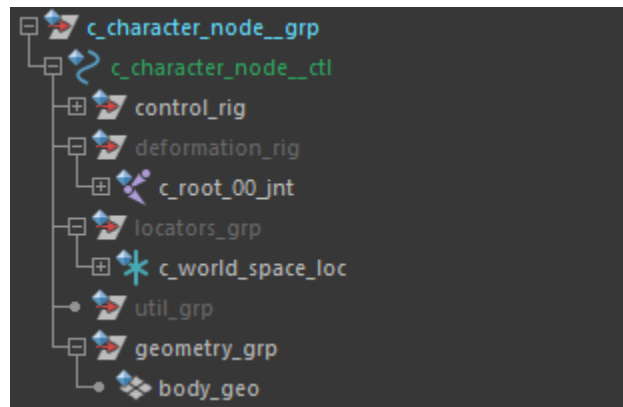 c_character_node__grp
c_character_node__ctl
control_rig
deformation_rig
c_root_00_jnt
locators_grp
c_world_space_loc
util_grp
geometry_grp
body_geo